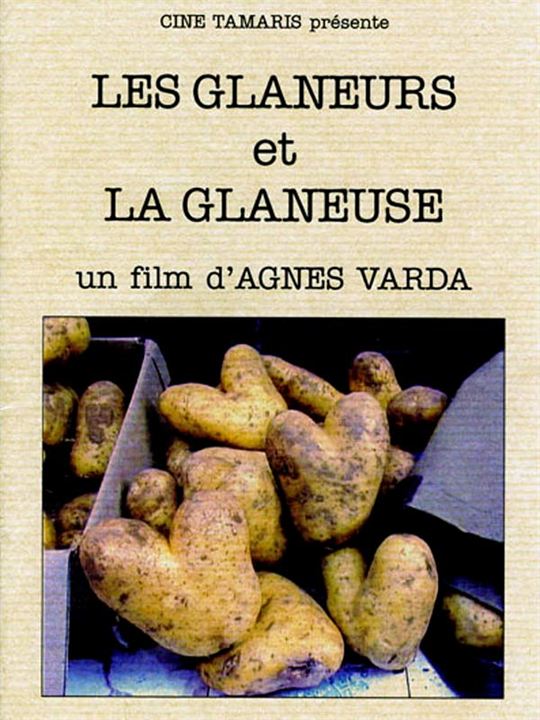 CINE TAMARIS présente
LES GLANEURS
et
LA GLANEUSE
un film d'AGNES VARDA